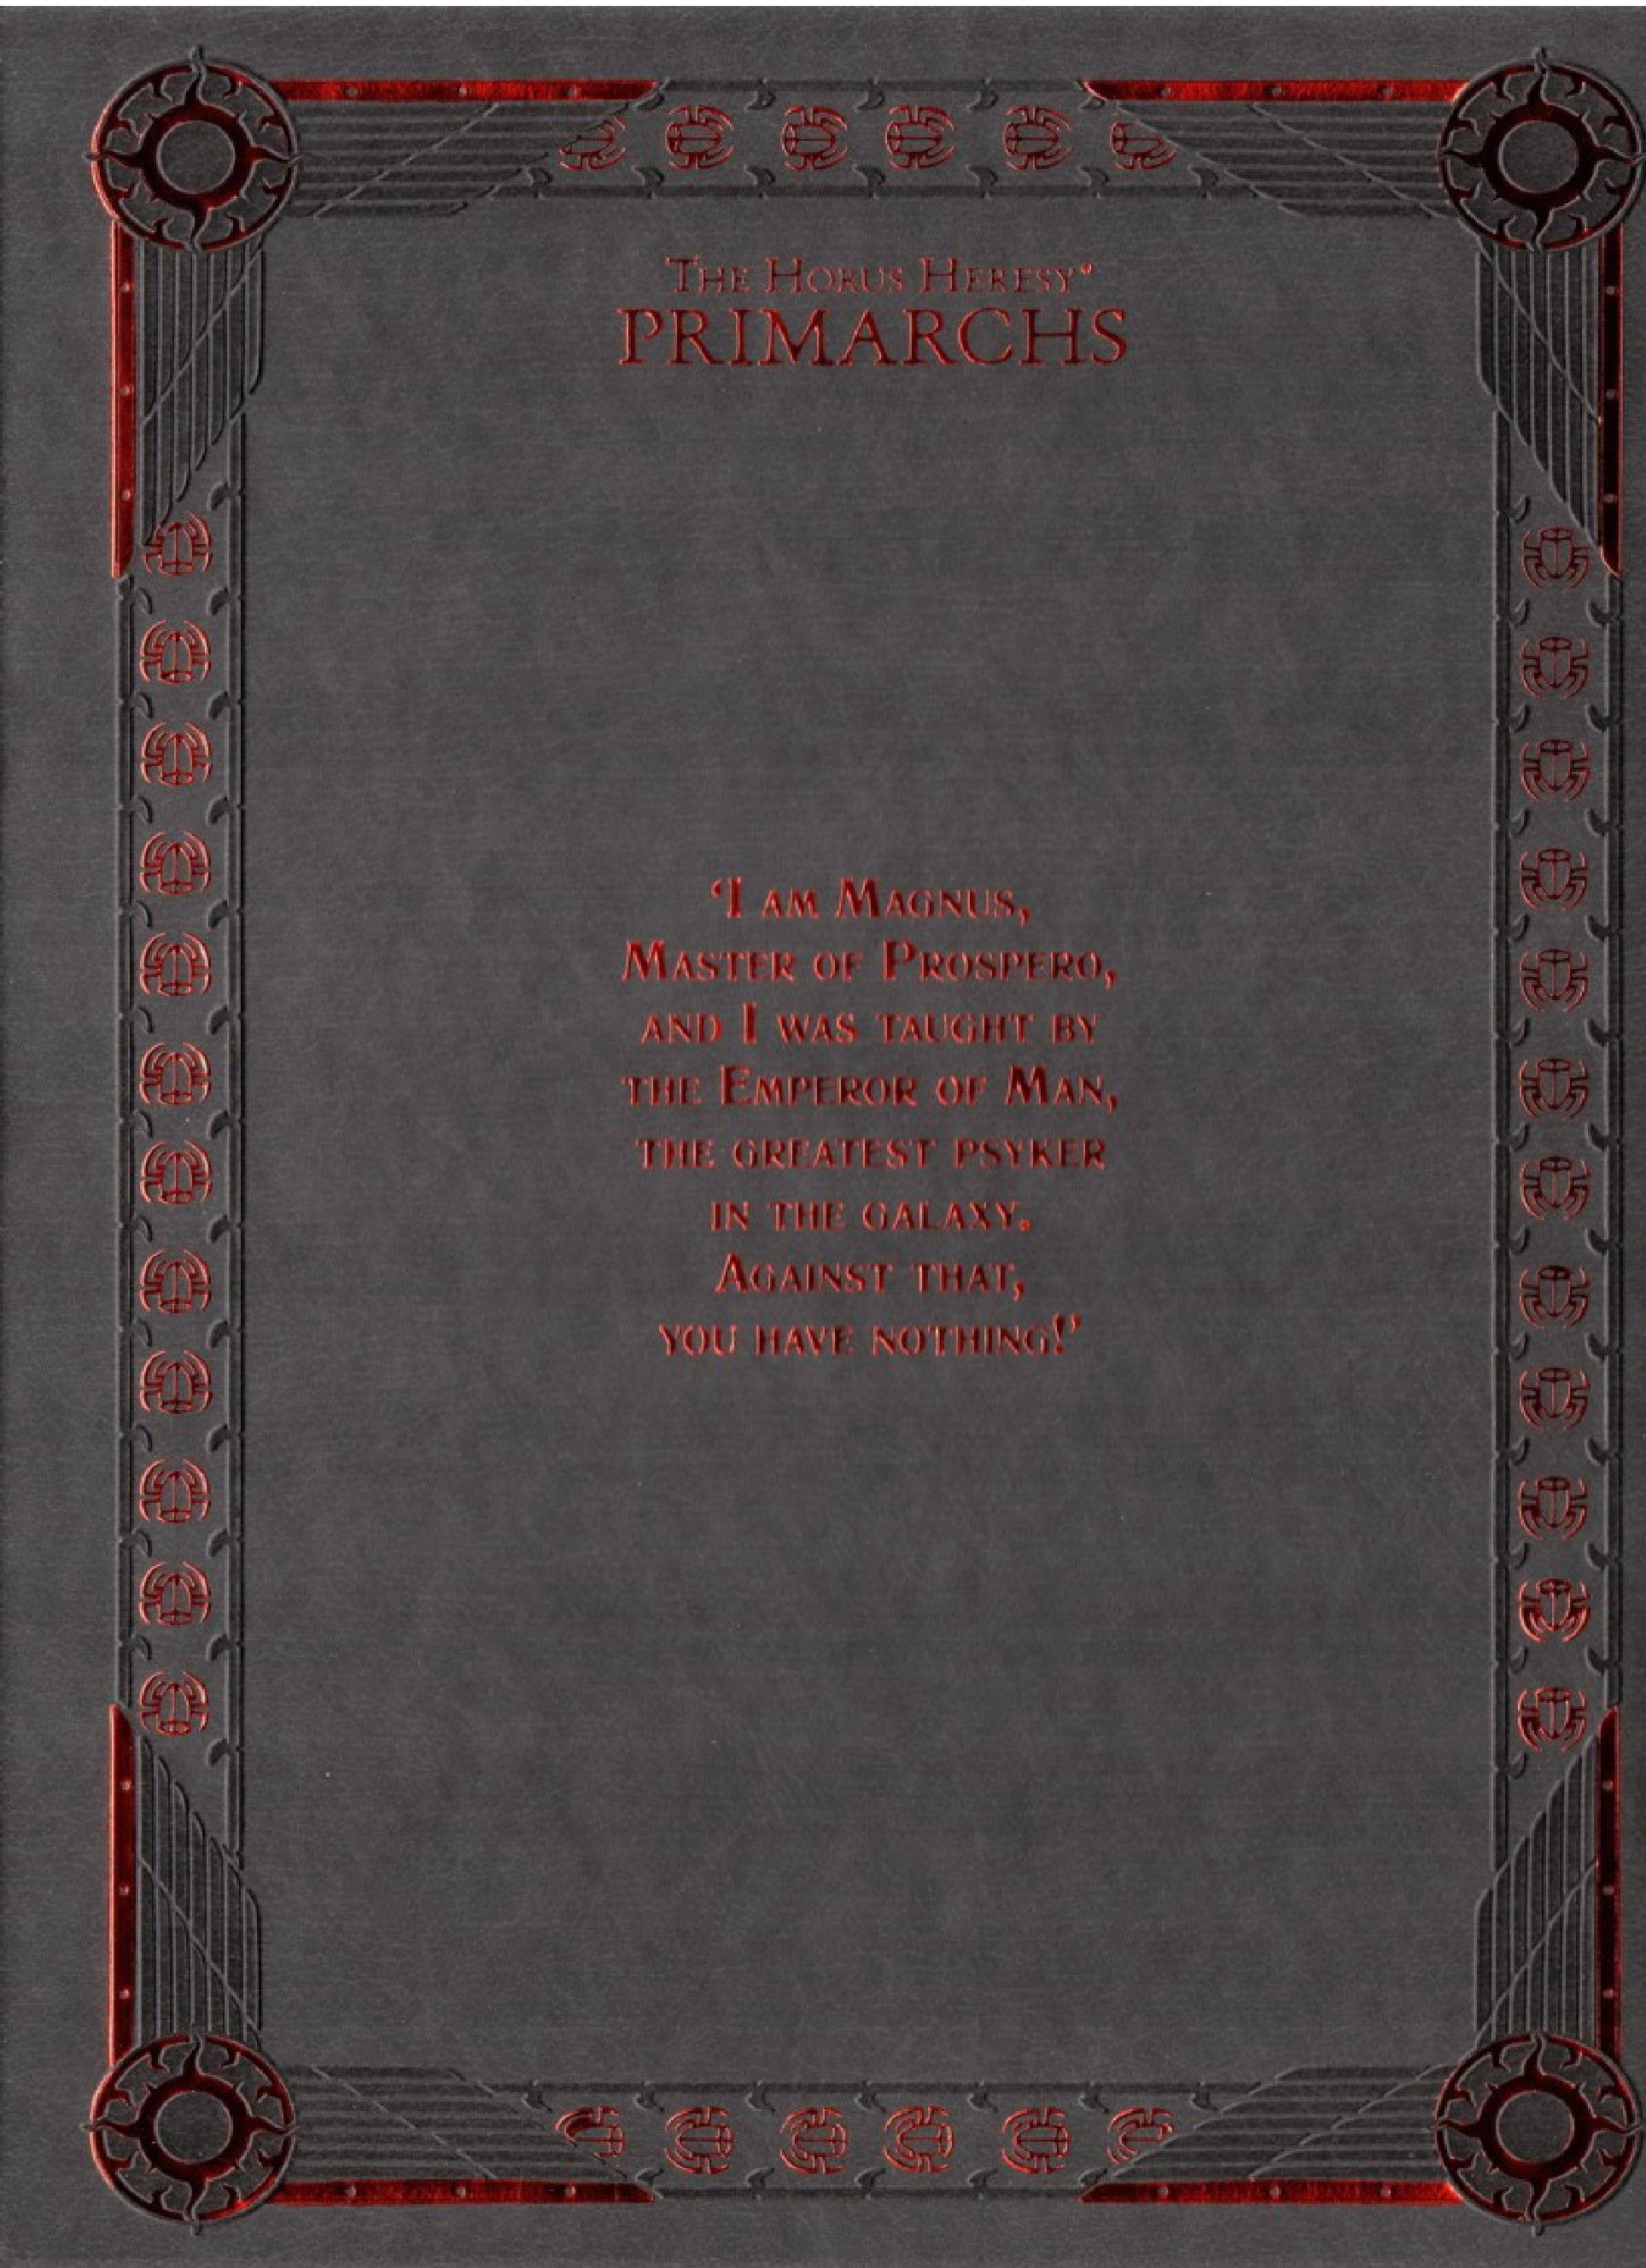 The Horus Heresy®
PRIMARCHS
‘I am Magnus,
Master of Prospero,
and I was taught by
the Emperor of Man,
the greatest psyker
in the galaxy.
Against that,
you have nothing!’